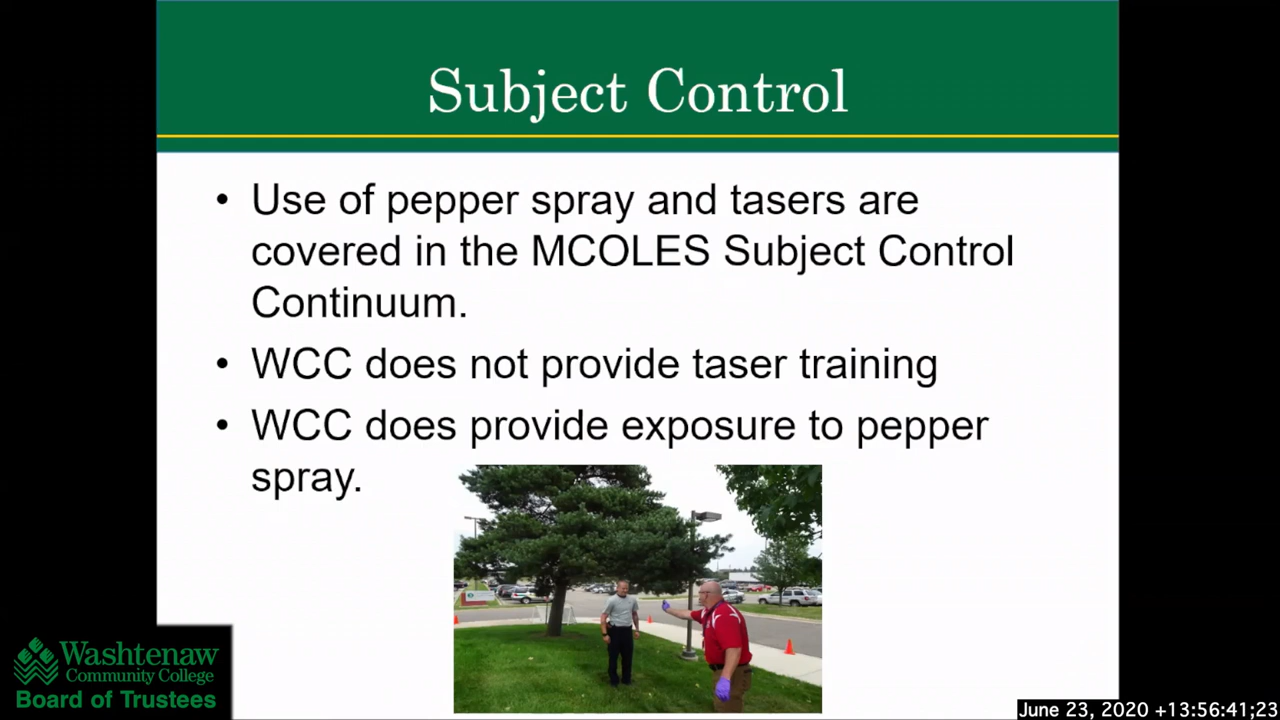 Subject Control
• Use of pepper spray and tasers are
covered in the MCOLES Subject Control
Continuum.
• WCC does not provide taser training
• WCC does provide exposure to pepper
spray.
Washtenaw
Community College
Board of Trustees
June 23, 2020 +13:56:41;23